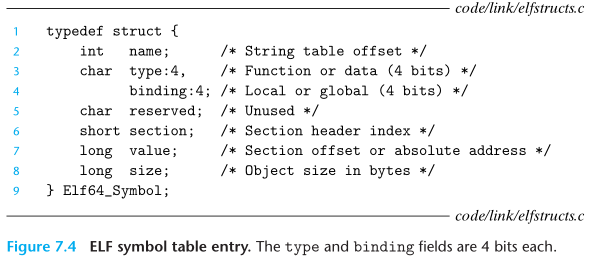 code/link/elfstructs.c
1 typedef struct {
2 int name; /* String table offset */
3 char type:4, /* Function or data (4 bits) */
4 binding:4; /* Local or global (4 bits) */
5 char reserved; /* Unused */
6 short section; /* Section header index */
7 long value; /* Section offset or absolute address */
8 long size; /* Object size in bytes */
9 } Elf64_Symbol;
code/link/elfstructs.c
Figure 7.4 ELF symbol table entry. The type and binding fields are 4 bits each.